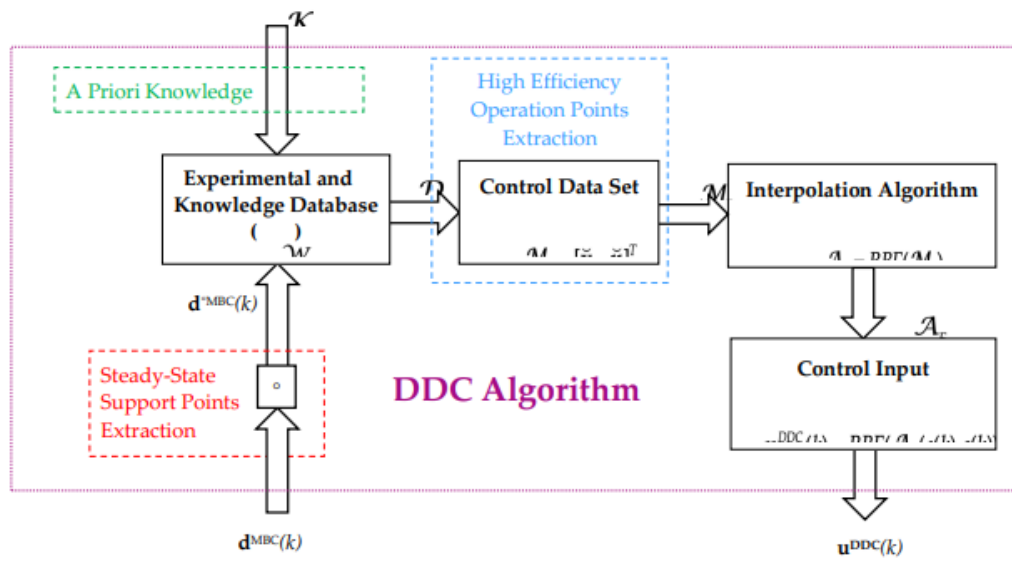 𝒦
A Priori Knowledge
High Efficiency
Operation Points
Extraction
Experimental and
Knowledge Database
( )
𝒲
𝒟
Control Data Set
ℳ
Interpolation Algorithm
d*MBC(k)
𝒜
Control Input
Steady-State
Support Points
Extraction
DDC Algorithm
dMBC(k)
uDDC(k)